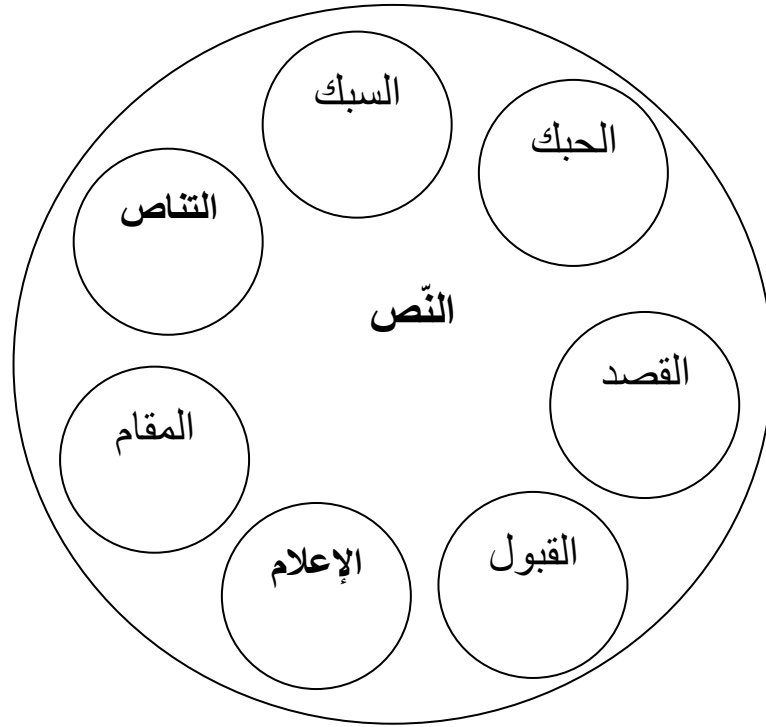 السبك
الحبك
التناص
النّص
القصد
المقام
القبول
الإعلام